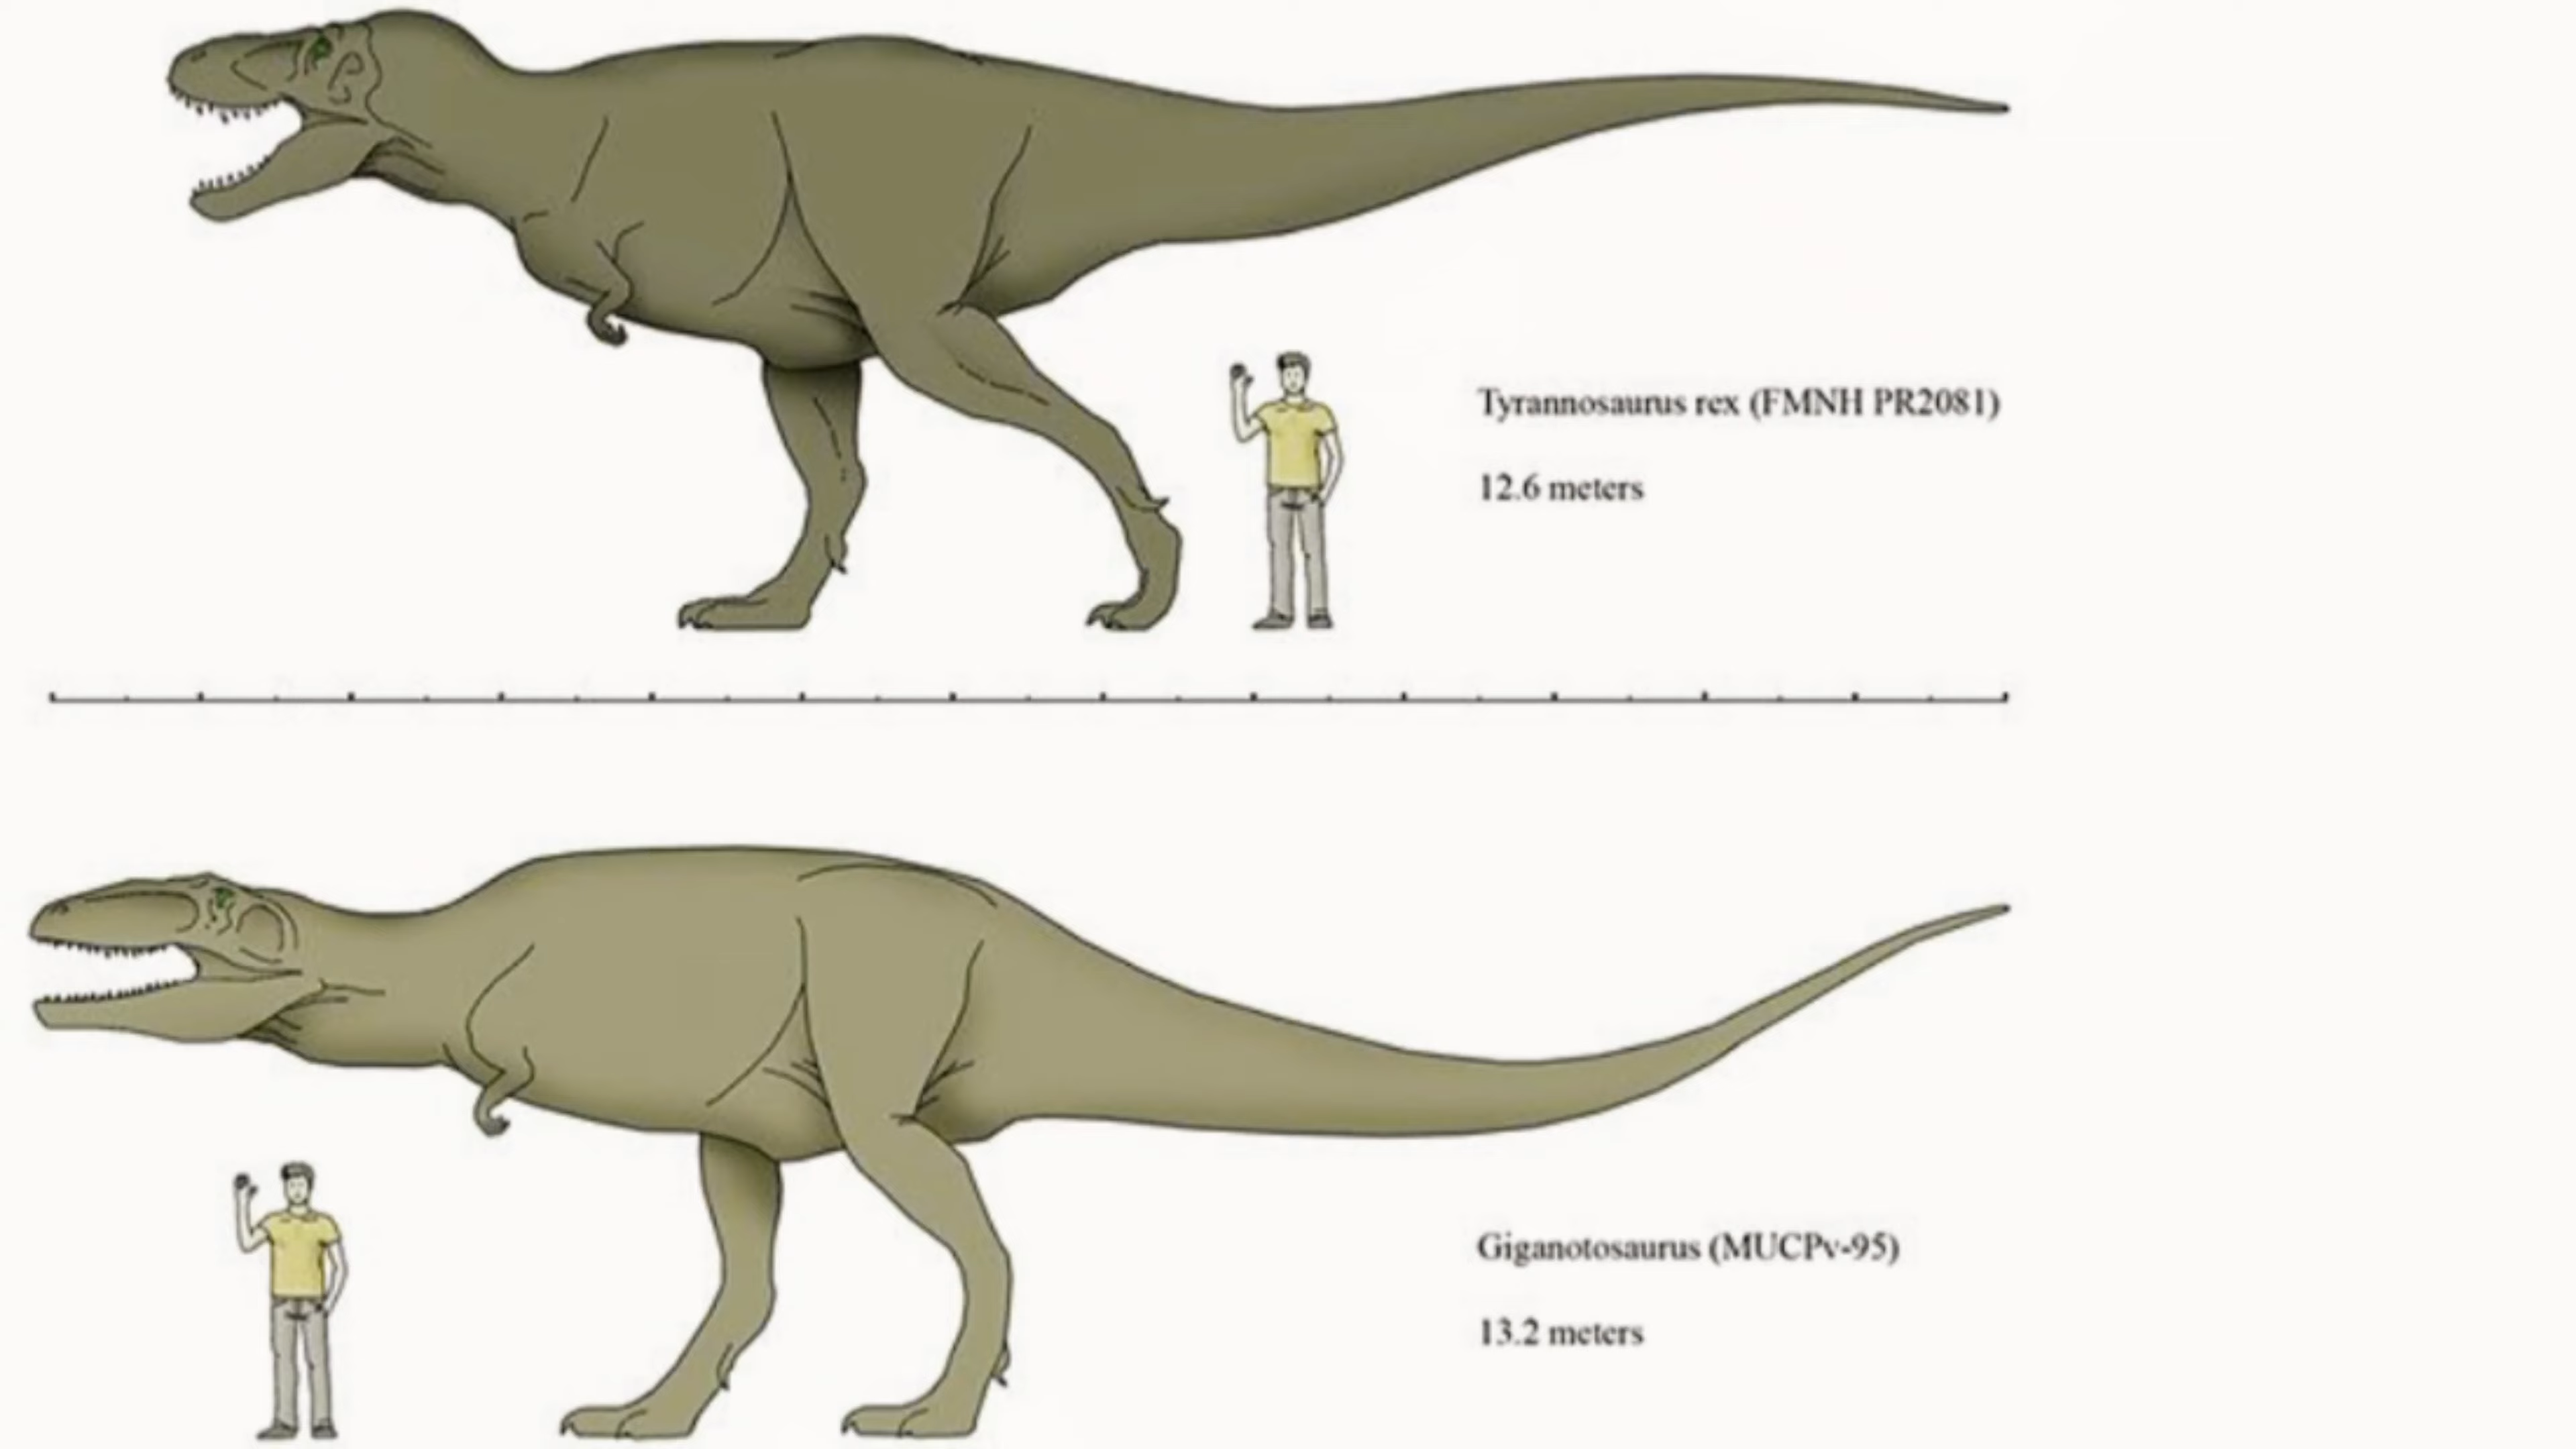 Tyrannosaurus rex (FMNH PR2081)
12.6 meters
Giganotosaurus (MUCPv-95)
13.2 meters